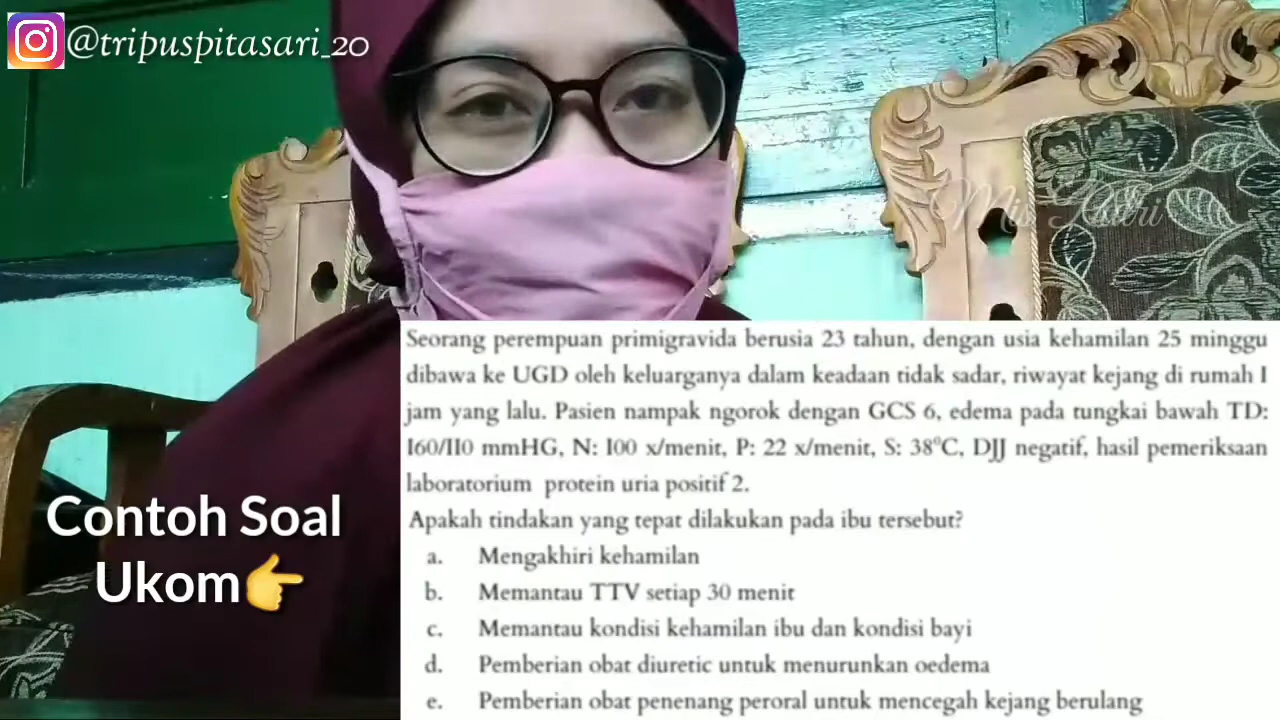 @tripuspitasari_20
Seorang perempuan primigravida berusia 23 tahun, dengan usia kehamilan 25 minggu
dibawa ke UGD oleh keluarganya dalam keadaan tidak sadar, riwayat kejang di rumah I
jam yang lalu. Pasien nampak ngorok dengan GCS 6, edema pada tungkai bawah TD:
I60/II0 mmHG, N: I00 x/menit, P: 22 x/menit, S: 38°C, DJJ negatif, hasil pemeriksaan
laboratorium protein uria positif 2.
Apakah tindakan yang tepat dilakukan pada ibu tersebut?
a. Mengakhiri kehamilan
b. Memantau TTV setiap 30 menit
c. Memantau kondisi kehamilan ibu dan kondisi bayi
d. Pemberian obat diuretic untuk menurunkan oedema
e. Pemberian obat penenang peroral untuk mencegah kejang berulang
Contoh Soal
Ukom👉